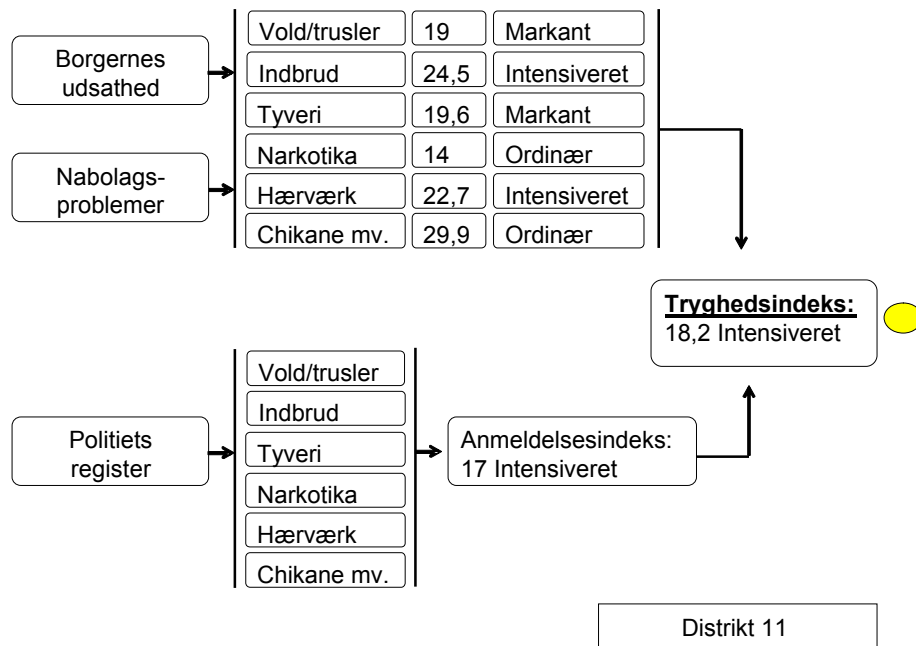 Vold/trusler 19 Markant
Borgernes
udsathed
Indbrud 24,5 Intensiveret
Tyveri 19,6 Markant
Nabolags-
problemer
Narkotika 14 Ordinær
Hærværk 22,7 Intensiveret
Chikane mv. 29,9 Ordinær
Tryghedsindeks:
18,2 Intensiveret
Vold/trusler
Indbrud
Politiets
register
Tyveri
Narkotika
Hærværk
Chikane mv.
Anmeldelsesindeks:
17 Intensiveret
Distrikt 11